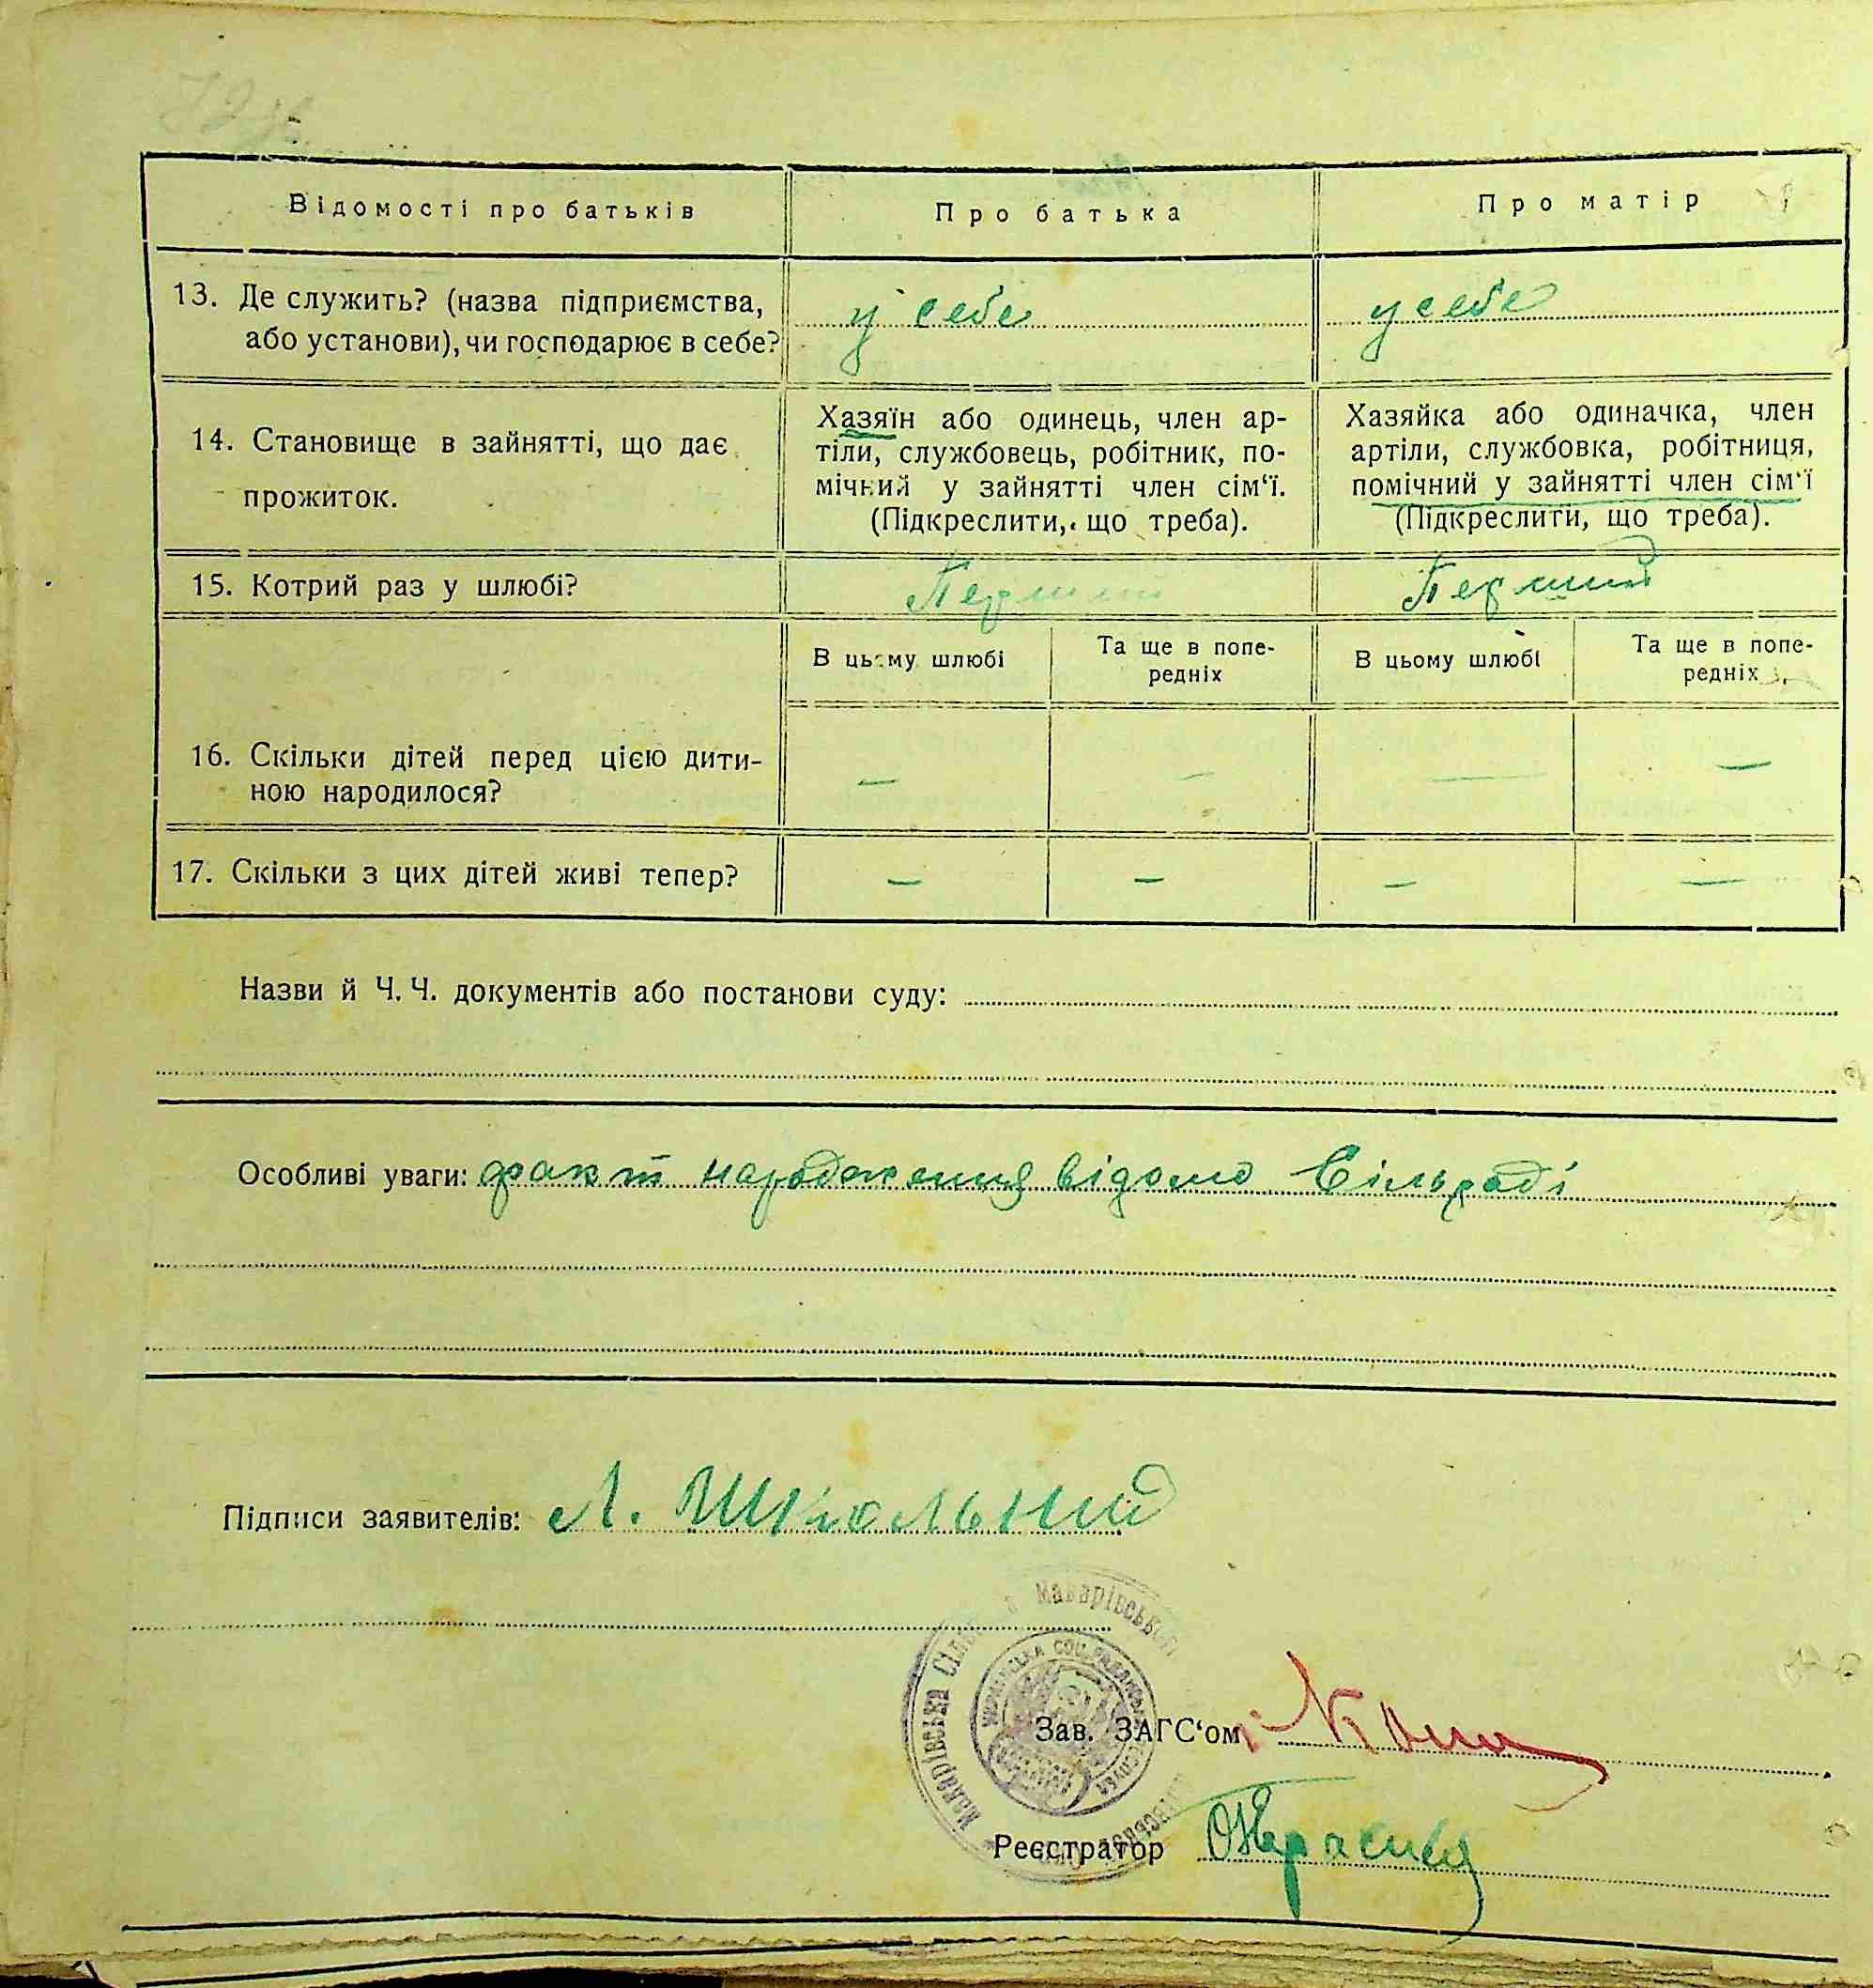 Відомості про батьків
Про батька
Про матір
13. Де служить? (назва підприємства,
або установи), чи господарює в себе?
у себе
у себе
14. Становище в зайнятті, що дає
прожиток.
Хазяїн або одинець, член ар-
тіли, службовець, робітник, по-
мічний у зайнятті член сім‘ї.
(Підкреслити, що треба).
Хазяйка або одиначка, член
артіли, службовка, робітниця,
помічний у зайнятті член сім‘ї
(Підкреслити, що треба).
15. Котрий раз у шлюбі?
Перший
Перший
В цьому шлюбі
Та ще в попе-
редніх
В цьому шлюбі
Та ще в попе-
редніх
16. Скільки дітей перед цією дити-
ною народилося?
— — — —
17. Скільки з цих дітей живі тепер?
— — — —
Назви й Ч. Ч. документів або постанови суду:
Особливі уваги: факт народження відомо Сільраді
Підписи заявителів: Л. Школьний
Макарівська Макарівського
УКРАЇНСЬКА СОЦ. РАДЯНСЬКА
Зав. ЗАГС‘ом
Реєстратор